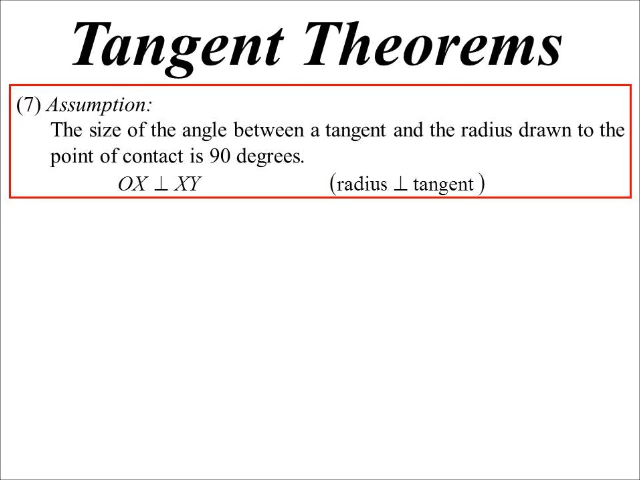 Tangent Theorems
(7) Assumption:
The size of the angle between a tangent and the radius drawn to the
point of contact is 90 degrees.
OX ⊥ XY (radius ⊥ tangent)